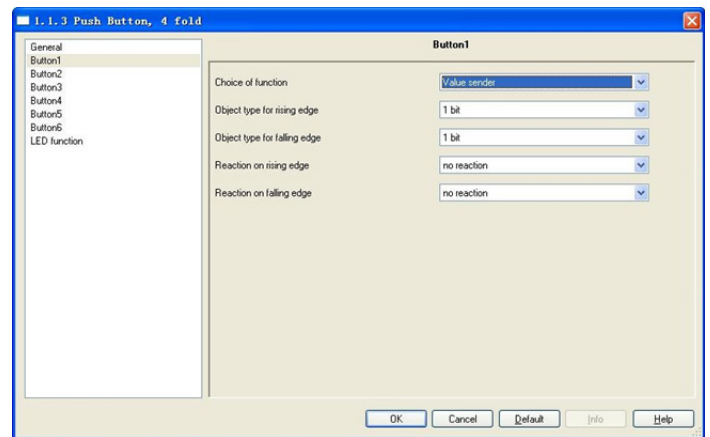 1.1.3 Push Button, 4 fold
General
Button1
Button2
Button3
Button4
Button5
Button6
LED function
Button1
Choice of function Value sender
Object type for rising edge 1 bit
Object type for falling edge 1 bit
Reaction on rising edge no reaction
Reaction on falling edge no reaction
OK Cancel Default Info Help